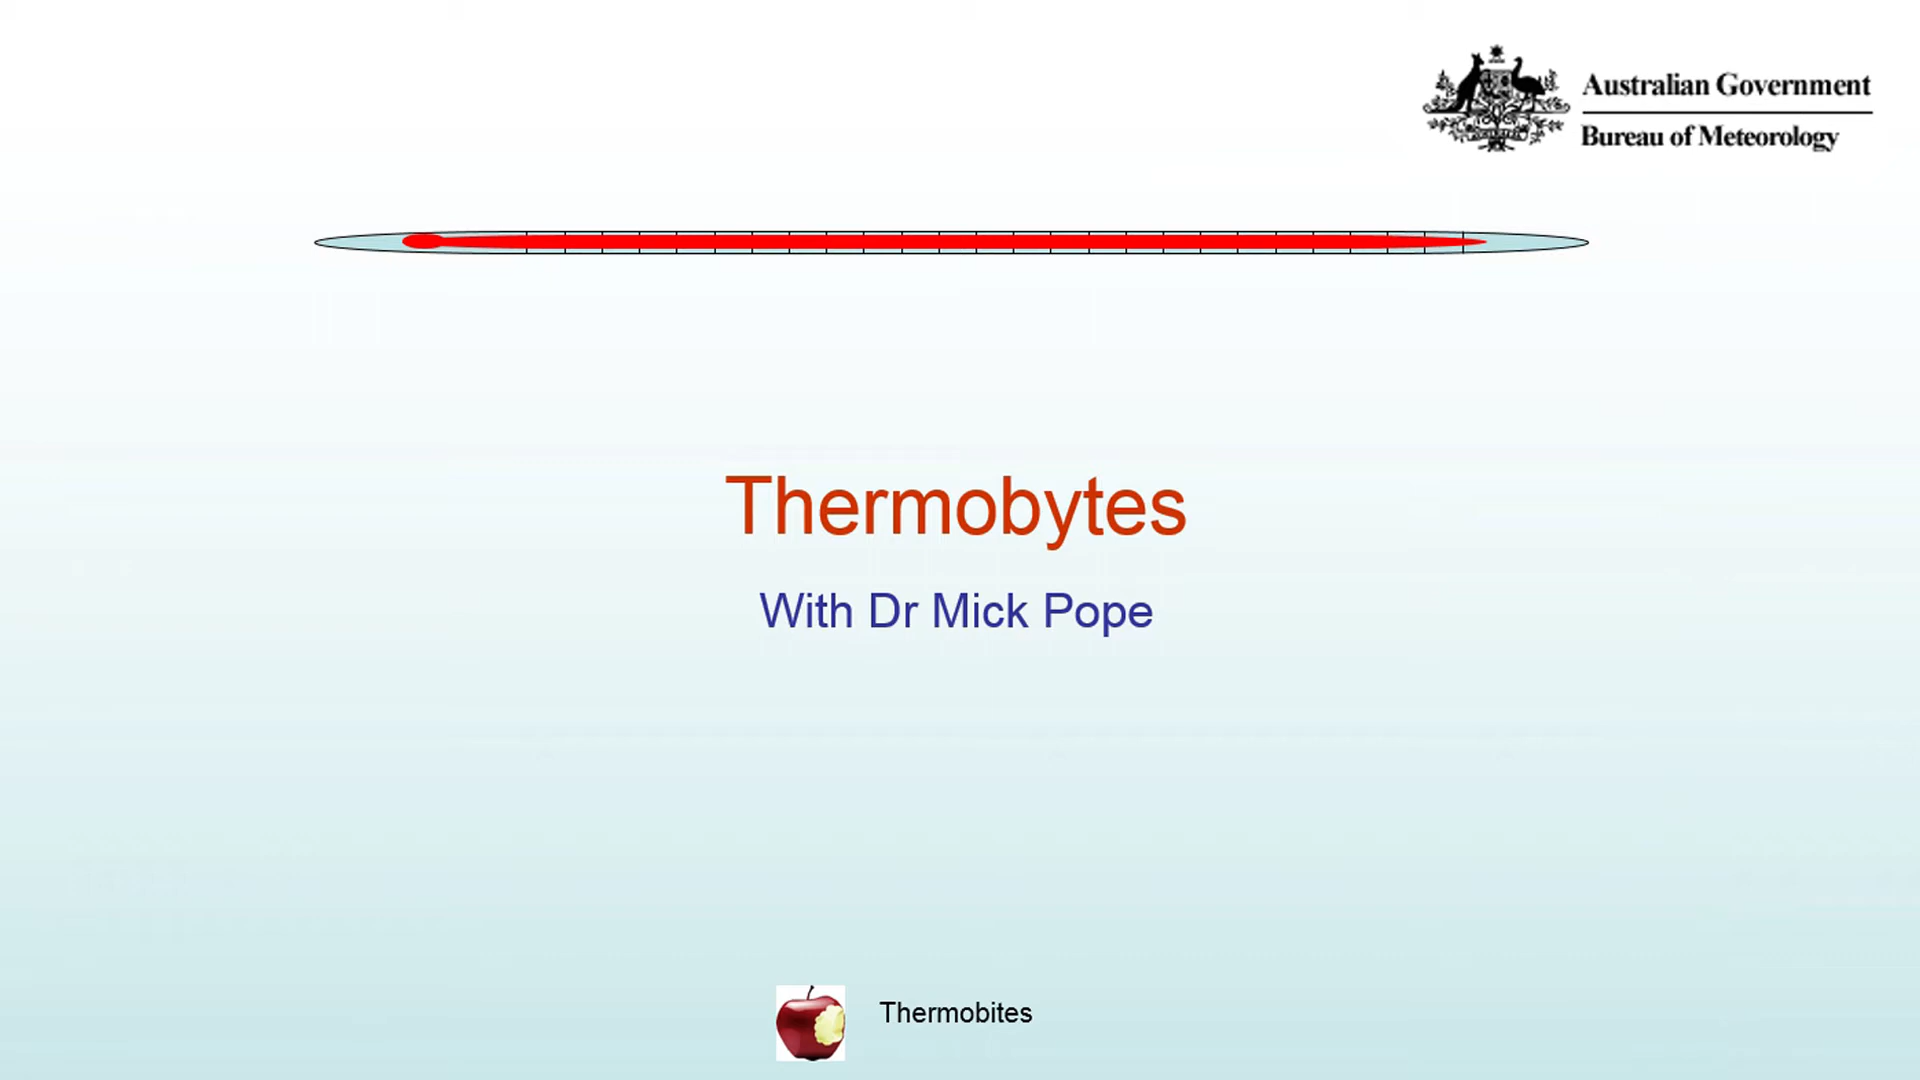 Australian Government
Bureau of Meteorology
Thermobytes
With Dr Mick Pope
Thermobites